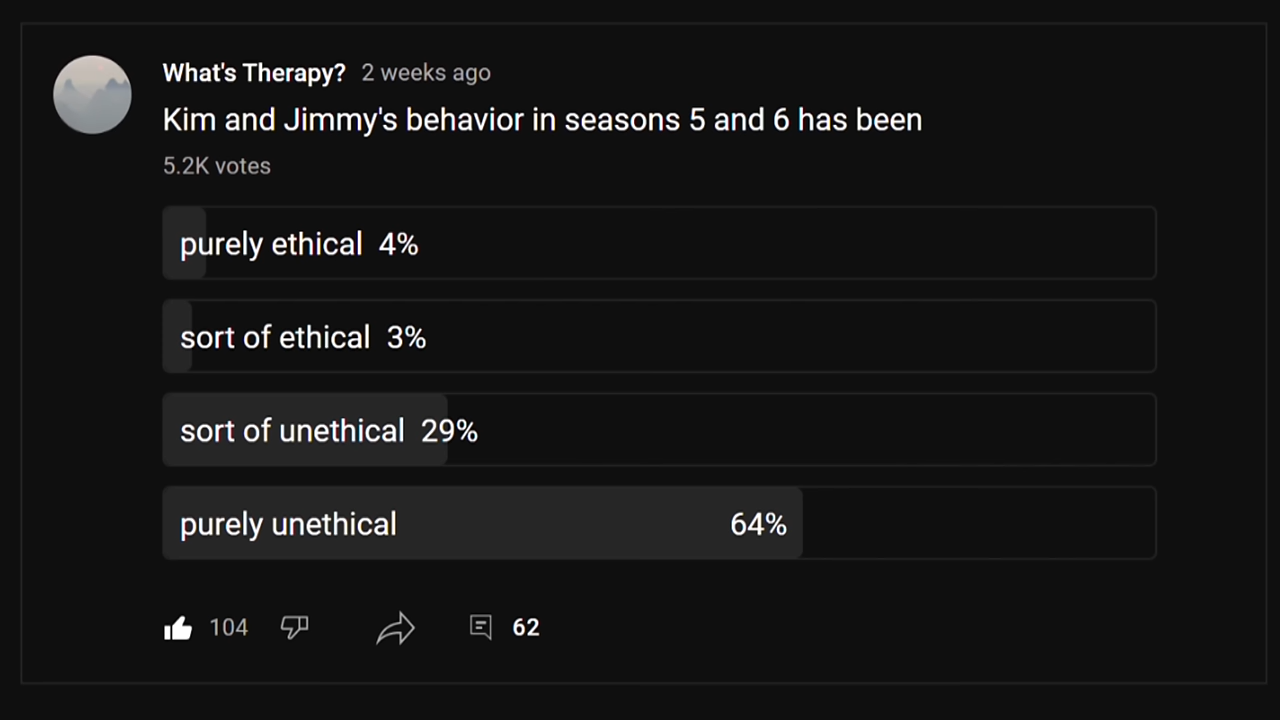 What's Therapy? 2 weeks ago
Kim and Jimmy's behavior in seasons 5 and 6 has been
5.2K votes
purely ethical 4%
sort of ethical 3%
sort of unethical 29%
purely unethical 64%
104 62